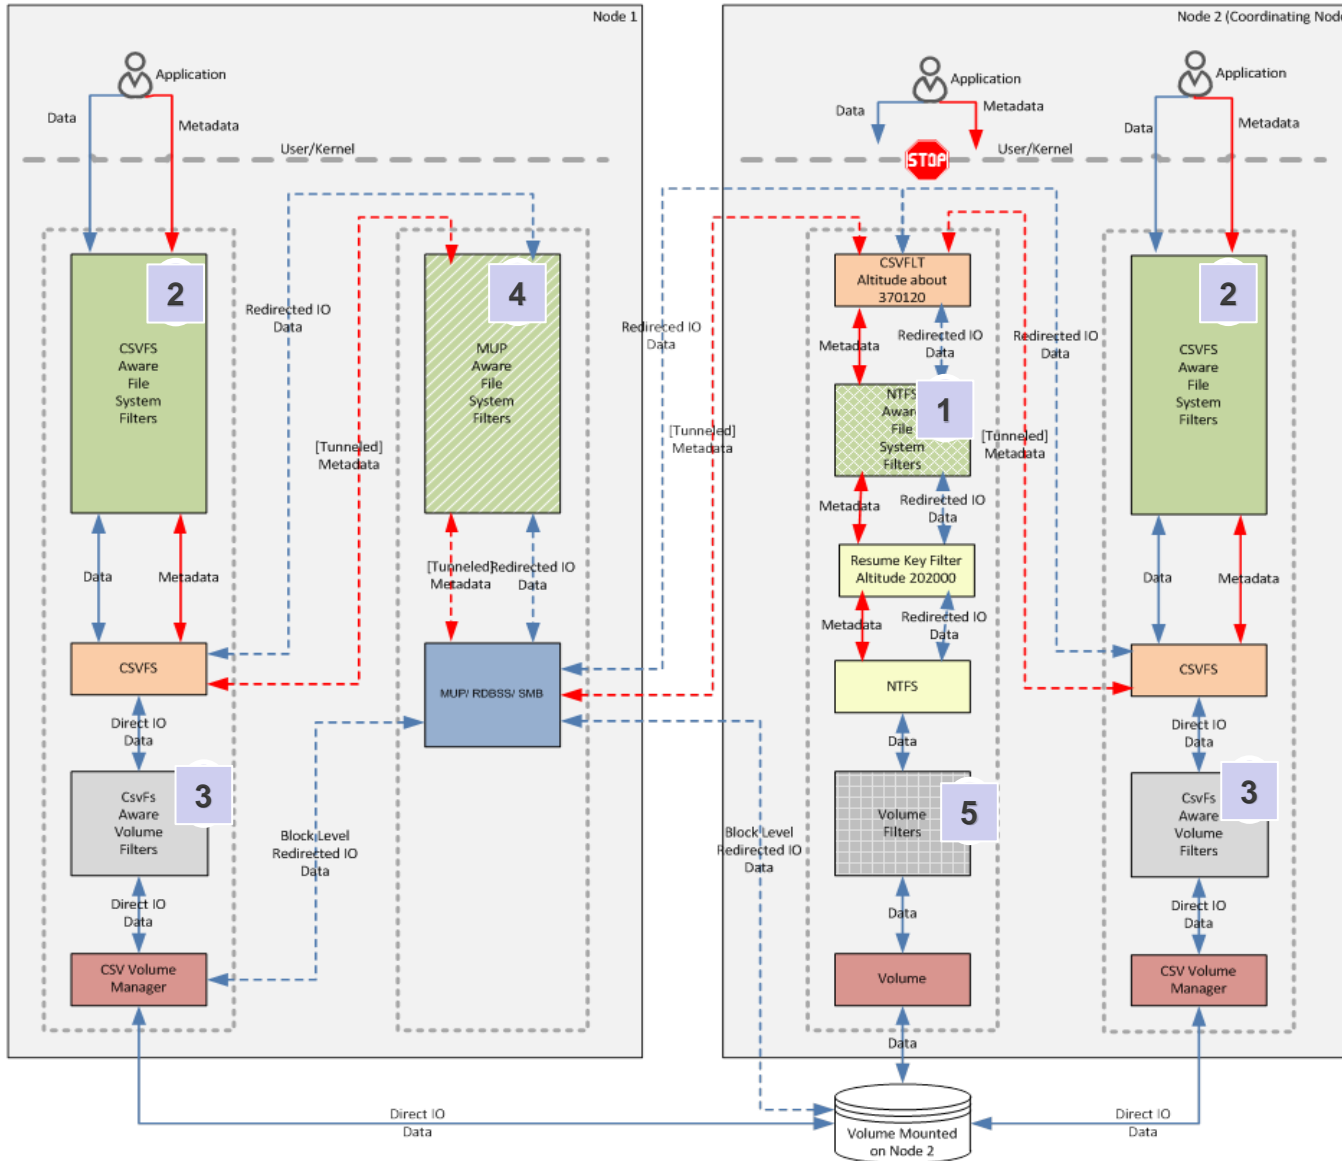 Node 1
Node 2 (Coordinating Node
Application
Application
Application
Data
Metadata
Data
Metadata
Data
Metadata
User/Kernel
STOP
User/Kernel
2
CSVFS
Aware
File
System
Filters
Redirected IO
Data
4
MUP
Aware
File
System
Filters
[Tunneled]
Metadata
Redireced IO
Data
[Tunneled]
Metadata
CSVFLT
Altitude about
370120
Metadata
Redirected IO
Data
1
NTFS
Aware
File
System
Filters
Redirected IO
Data
[Tunneled]
Metadata
2
CSVFS
Aware
File
System
Filters
Metadata
Redirected IO
Data
Resume Key Filter
Altitude 202000
Metadata
Redirected IO
Data
Data
Metadata
[Tunneled]
Metadata
Redirected IO
Data
Data
Metadata
CSVFS
MUP/ RDBSS/ SMB
NTFS
CSVFS
Direct IO
Data
Data
Direct IO
Data
3
CsvFs
Aware
Volume
Filters
Block Level
Redirected IO
Data
Block Level
Redirected IO
Data
5
Volume
Filters
3
CsvFs
Aware
Volume
Filters
Direct IO
Data
Data
Direct IO
Data
CSV Volume
Manager
Volume
CSV Volume
Manager
Data
Direct IO
Data
Direct IO
Data
Volume Mounted
on Node 2